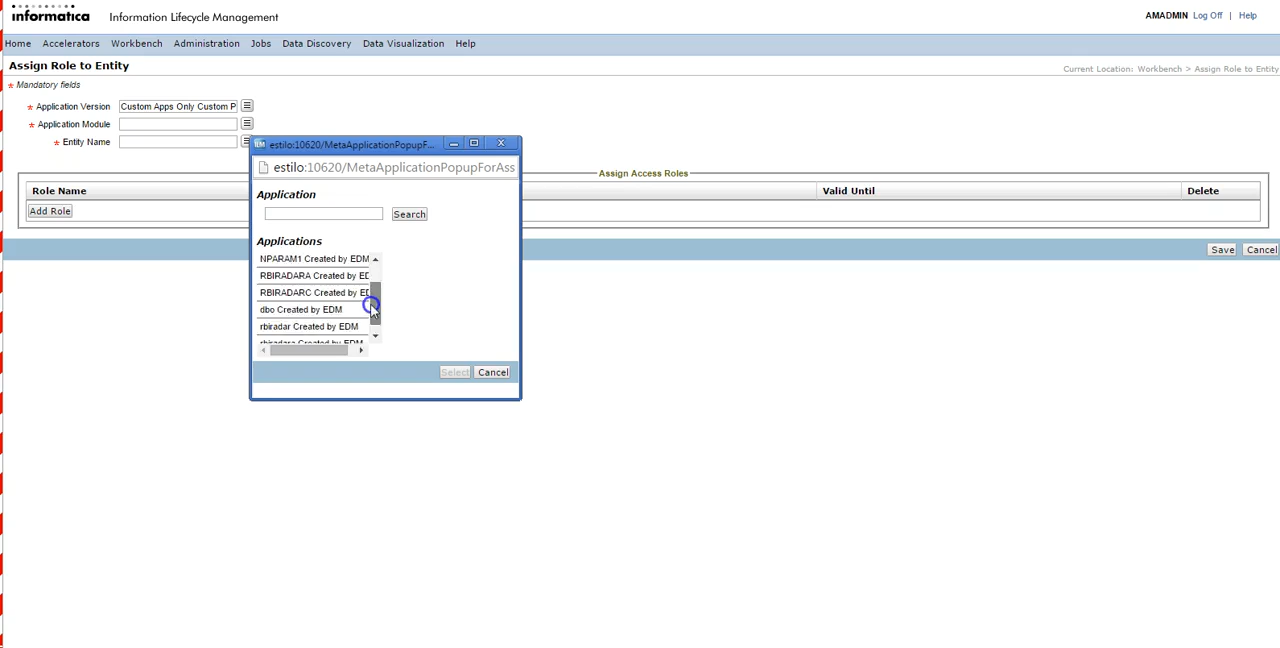 informatica Information Lifecycle Management
AMADMIN Log Off | Help
Home Accelerators Workbench Administration Jobs Data Discovery Data Visualization Help
Assign Role to Entity
Current Location: Workbench > Assign Role to Entity
* Mandatory fields
* Application Version Custom Apps Only Custom P
* Application Module
* Entity Name
estilo:10620/MetaApplicationPopupF...
estilo:10620/MetaApplicationPopupForAss
Assign Access Roles
Role Name Valid Until Delete
Add Role
Application
Search
Applications
NPARAM1 Created by EDM
RBIRADARA Created by ED
RBIRADARC Created by ED
dbo Created by EDM
rbiradar Created by EDM
rbiradara Created by EDM
Select Cancel
Save Cancel